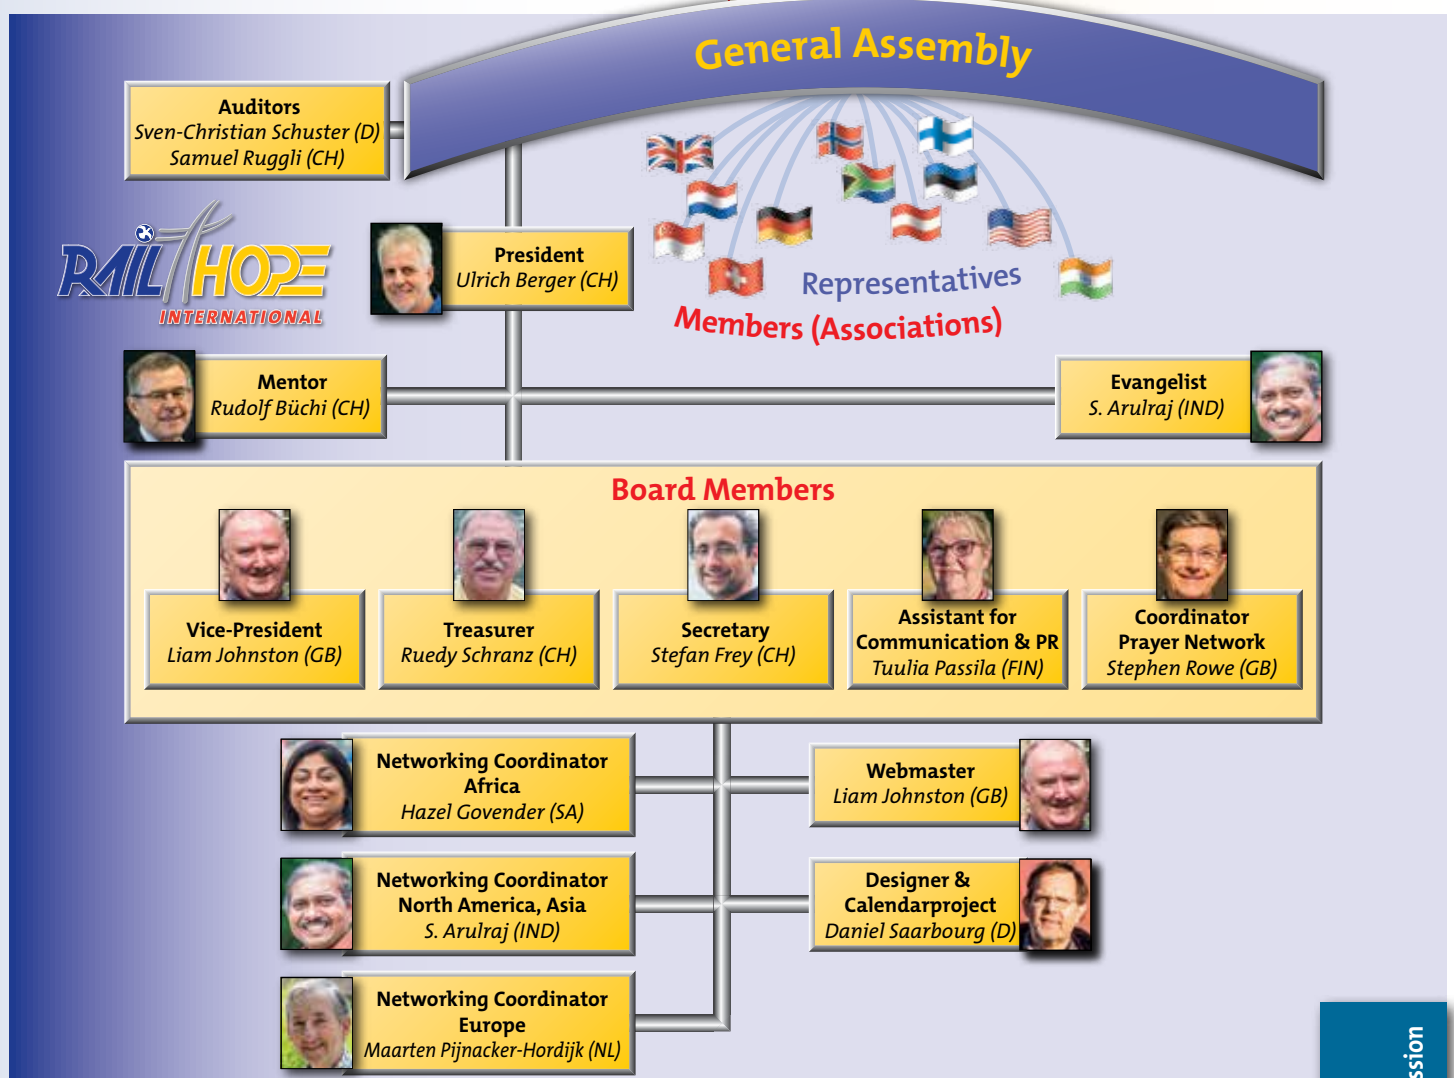 General Assembly
Auditors
Sven-Christian Schuster (D)
Samuel Ruggli (CH)
RAIL HOPE
INTERNATIONAL
President
Ulrich Berger (CH)
Representatives
Members (Associations)
Mentor
Rudolf Büchi (CH)
Evangelist
S. Arulraj (IND)
Board Members
Vice-President
Liam Johnston (GB)
Treasurer
Ruedy Schranz (CH)
Secretary
Stefan Frey (CH)
Assistant for
Communication & PR
Tuulia Passila (FIN)
Coordinator
Prayer Network
Stephen Rowe (GB)
Networking Coordinator
Africa
Hazel Govender (SA)
Webmaster
Liam Johnston (GB)
Networking Coordinator
North America, Asia
S. Arulraj (IND)
Designer &
Calendarproject
Daniel Saarbourg (D)
Networking Coordinator
Europe
Maarten Pijnacker-Hordijk (NL)